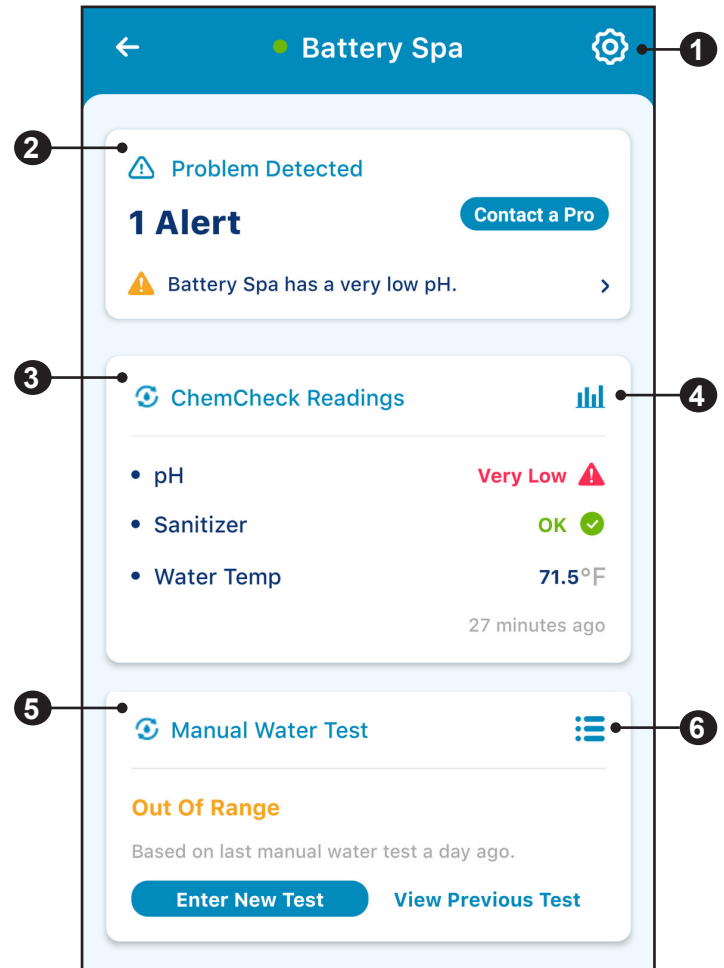 Battery Spa
1
2
Problem Detected
1 Alert
Contact a Pro
Battery Spa has a very low pH.
3
ChemCheck Readings
4
• pH
Very Low
• Sanitizer
OK
• Water Temp
71.5°F
27 minutes ago
5
Manual Water Test
6
Out Of Range
Based on last manual water test a day ago.
Enter New Test
View Previous Test